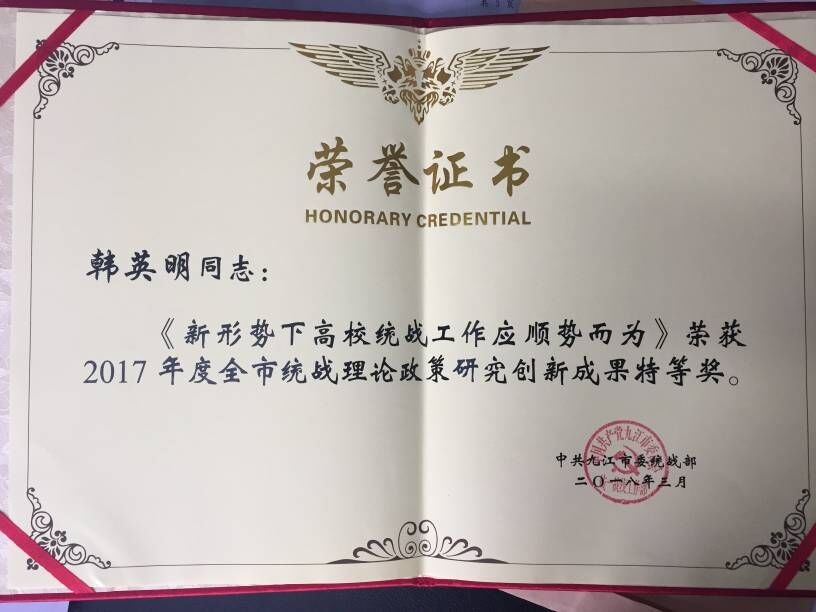 共 3 页
荣誉证书
HONORARY CREDENTIAL
韩英明同志：
《新形势下高校统战工作应顺势而为》荣获
2017年度全市统战理论政策研究创新成果特等奖。
中共九江市委统战部
二〇一八年三月